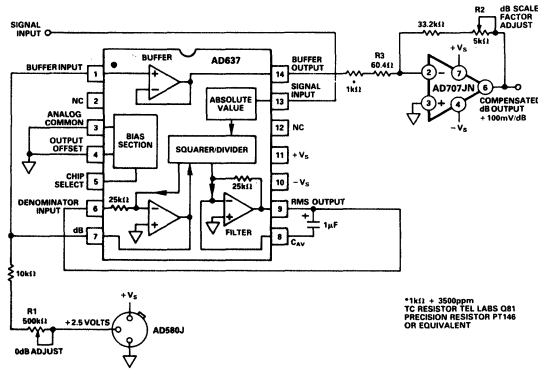 SIGNAL
INPUT
R2
dB SCALE
FACTOR
ADJUST
33.2kΩ
5kΩ
BUFFER
AD637
BUFFER
OUTPUT
R3
60.4Ω
+VS
BUFFER INPUT
1
14
1kΩ
*
2
−
7
6
AD707JN
3
+
4
−VS
COMPENSATED
dB OUTPUT
+ 100mV/dB
NC
2
ABSOLUTE
VALUE
13
SIGNAL
INPUT
ANALOG
COMMON
3
BIAS
SECTION
12
NC
OUTPUT
OFFSET
4
SQUARER/DIVIDER
11
+VS
CHIP
SELECT
5
25kΩ
10
−VS
DENOMINATOR
INPUT
6
25kΩ
9
RMS OUTPUT
+
1μF
dB
7
FILTER
8
CAV
10kΩ
R1
500kΩ
+2.5 VOLTS
+VS
AD580J
0dB ADJUST
*1kΩ + 3500ppm
TC RESISTOR TEL LABS Q81
PRECISION RESISTOR PT146
OR EQUIVALENT